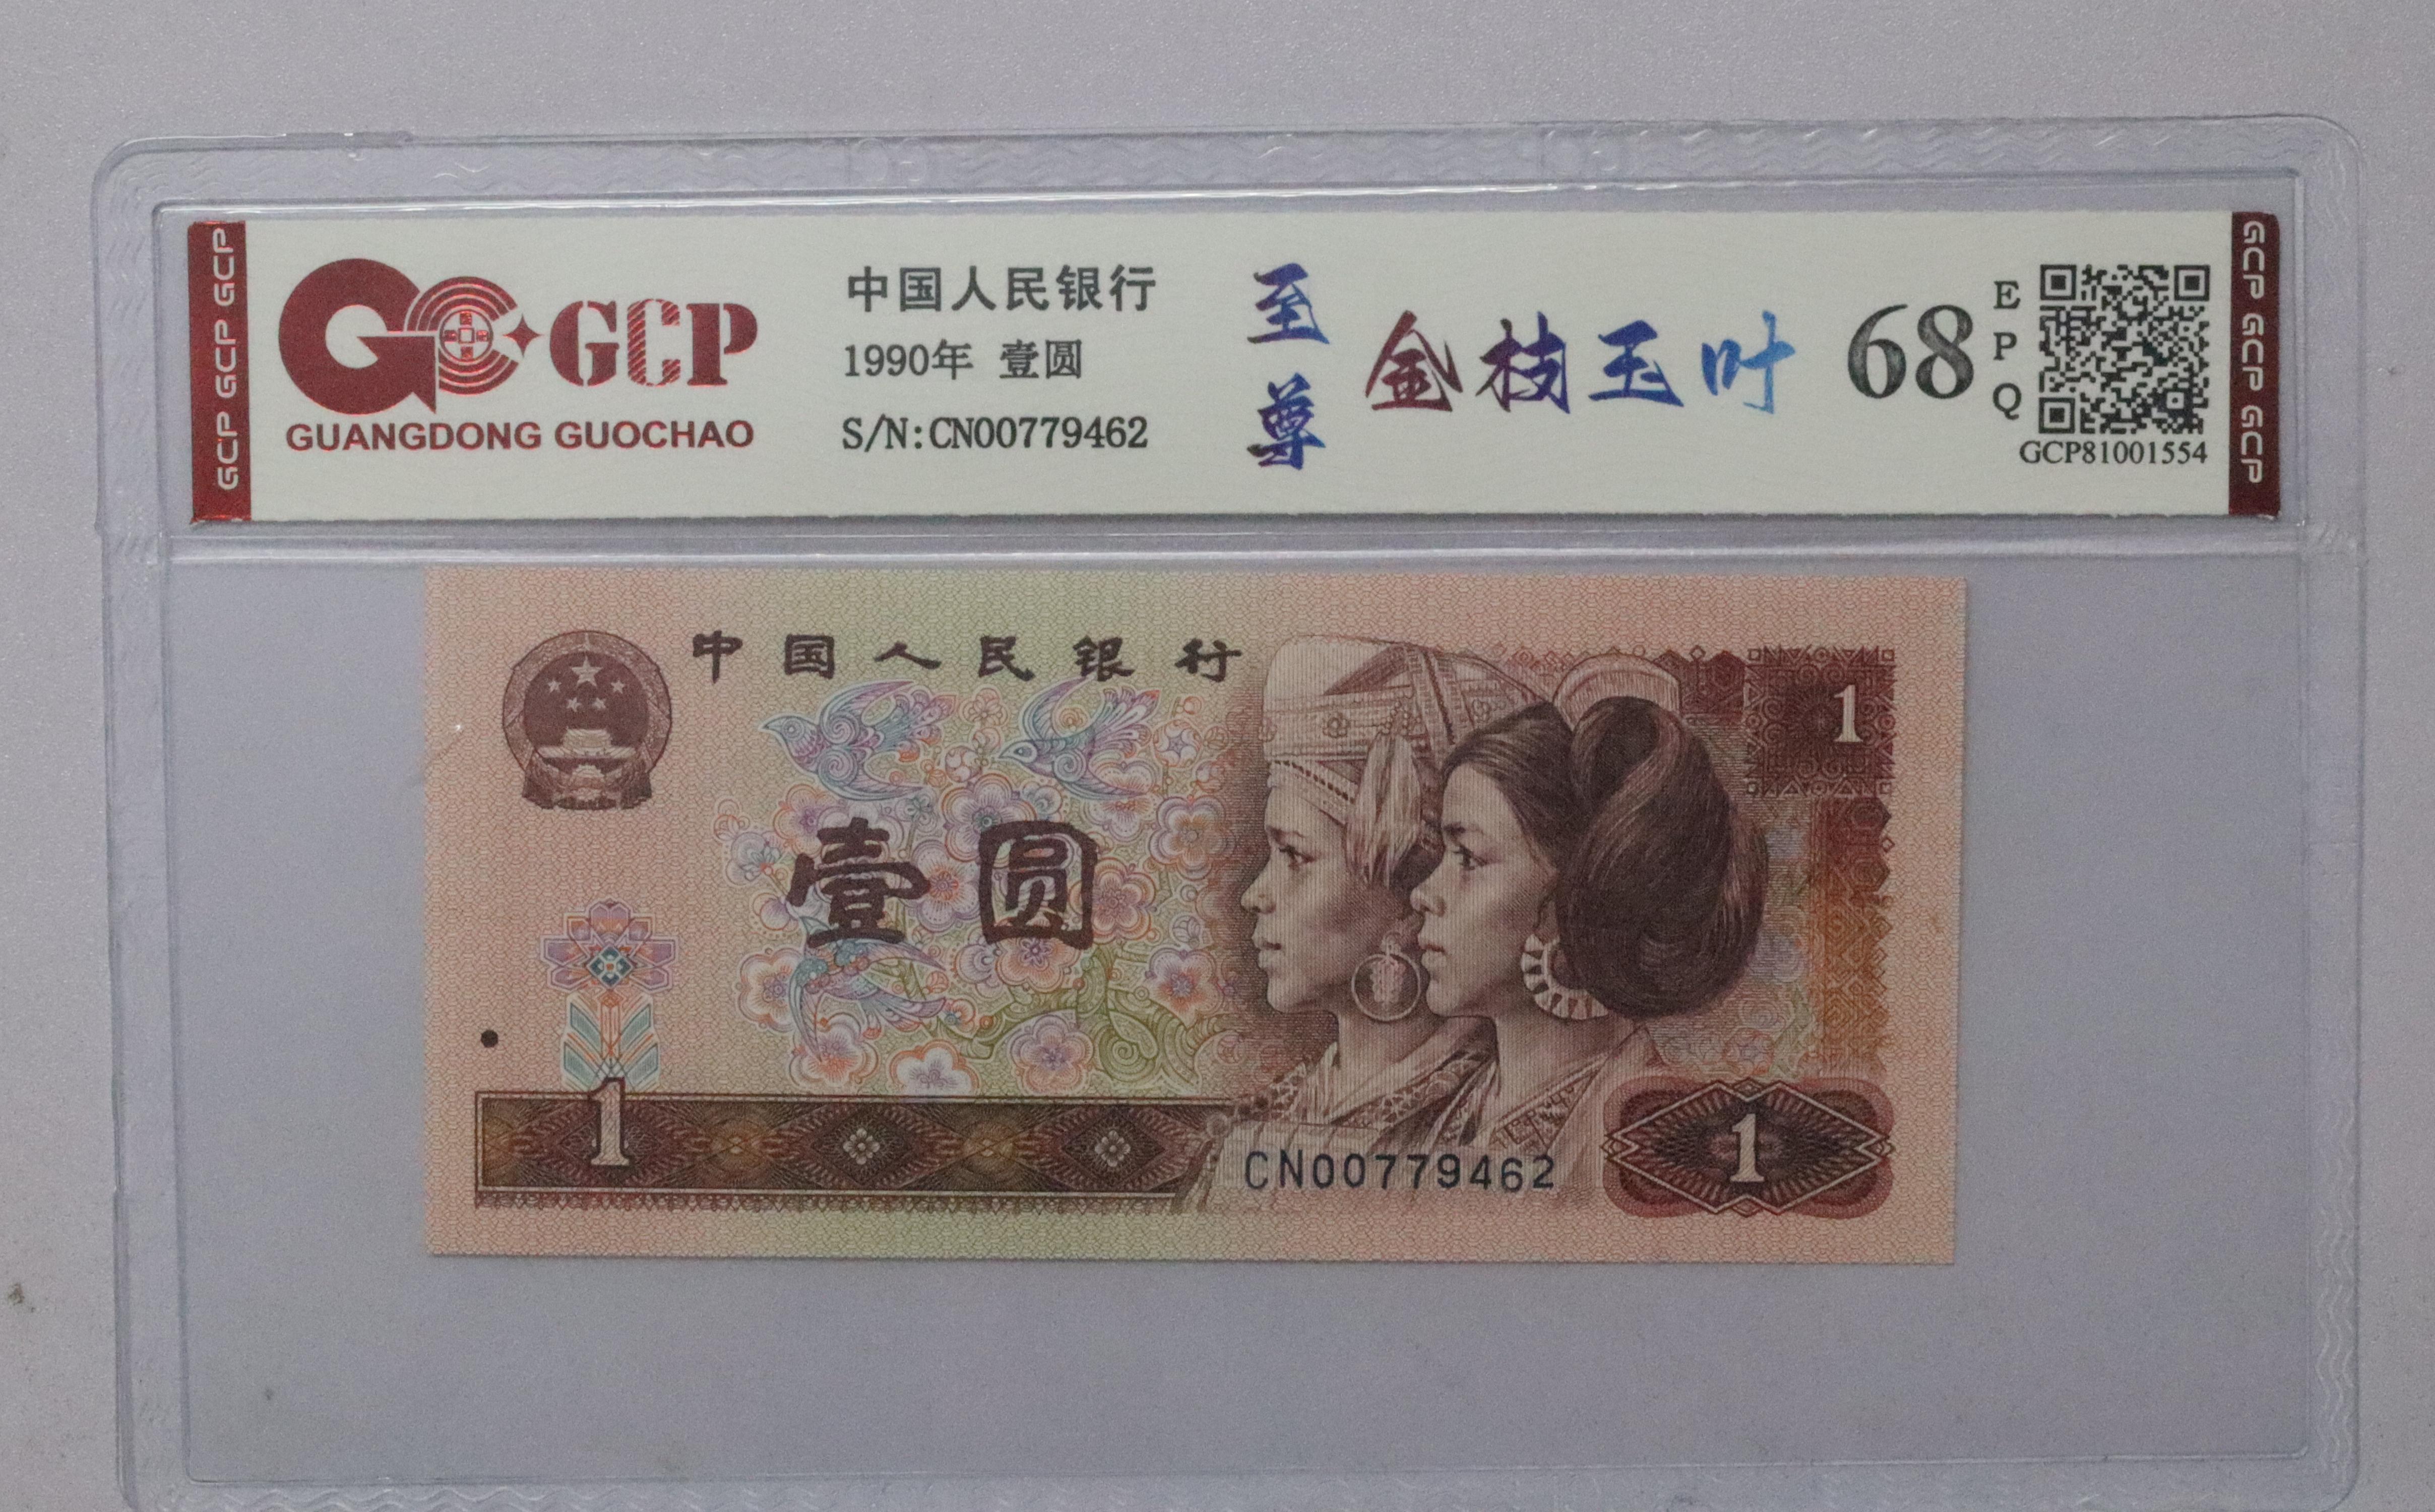 GCP GCP GCP
GCP
GUANGDONG GUOCHAO
中国人民银行
1990年 壹圆
S/N:CN00779462
至尊
金枝玉叶
68
EPQ
GCP81001554
GCP GCP GCP
中国人民银行
1
壹圆
1
CN00779462
1